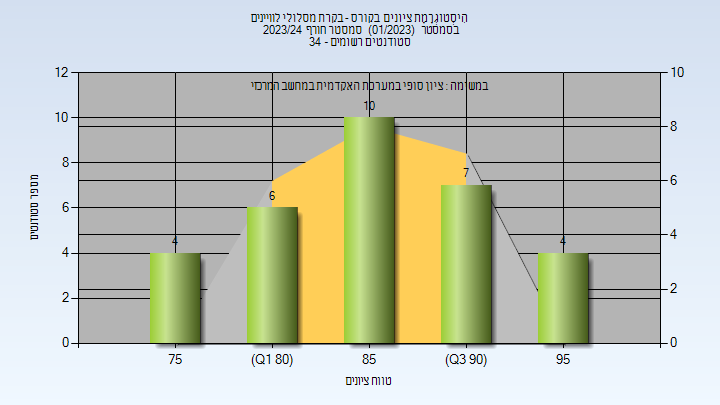 היסטוגרמת ציונים בקורס - בקרת מסלולי לוויינים
בסמסטר (01/2023) סמסטר חורף 2023/24
סטודנטים רשומים - 34
במשימה : ציון סופי במערכת האקדמית במחשב המרכזי
מספר סטודנטים
12
10
8
6
4
2
0
10
8
6
4
2
0
4
6
10
7
4
75
(Q1 80)
85
(Q3 90)
95
טווח ציונים